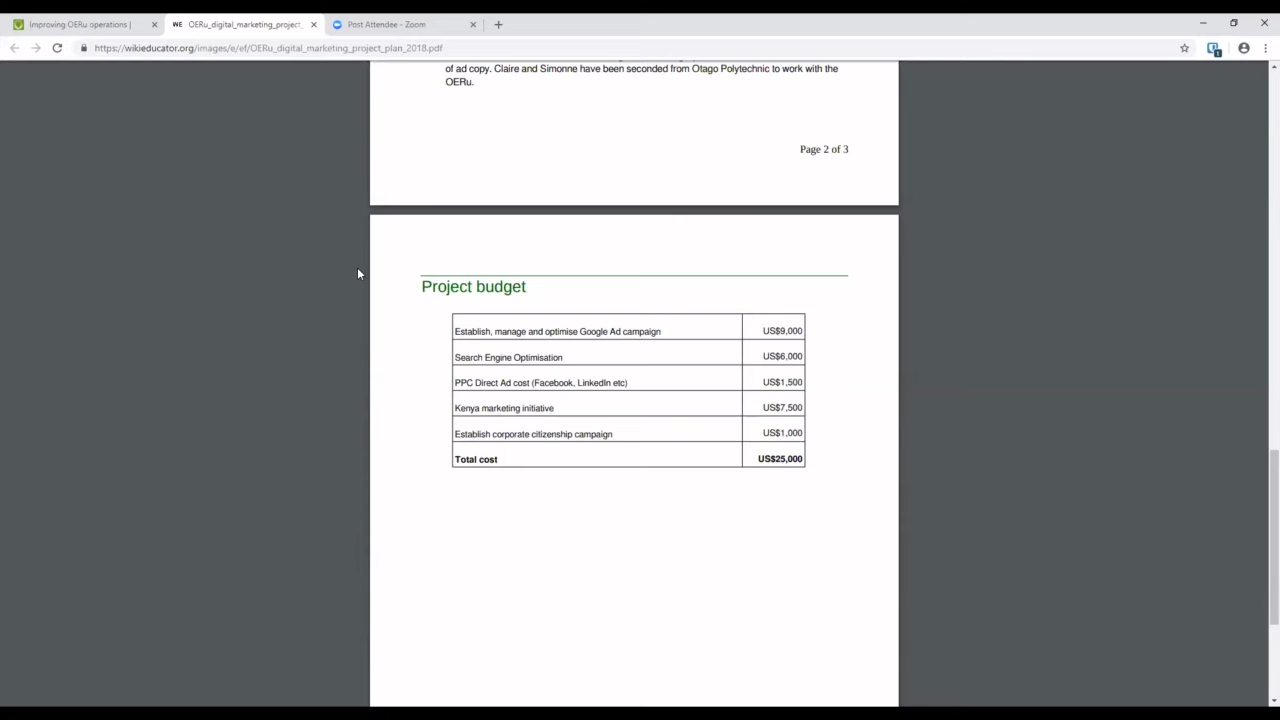 Improving OERu operations |
WE OERu_digital_marketing_project_
Post Attendee - Zoom
https://wikieducator.org/images/e/ef/OERu_digital_marketing_project_plan_2018.pdf
1
of ad copy. Claire and Simonne have been seconded from Otago Polytechnic to work with the
OERu.
Page 2 of 3
Project budget
Establish, manage and optimise Google Ad campaign US$9,000
Search Engine Optimisation US$6,000
PPC Direct Ad cost (Facebook, LinkedIn etc) US$1,500
Kenya marketing initiative US$7,500
Establish corporate citizenship campaign US$1,000
Total cost US$25,000